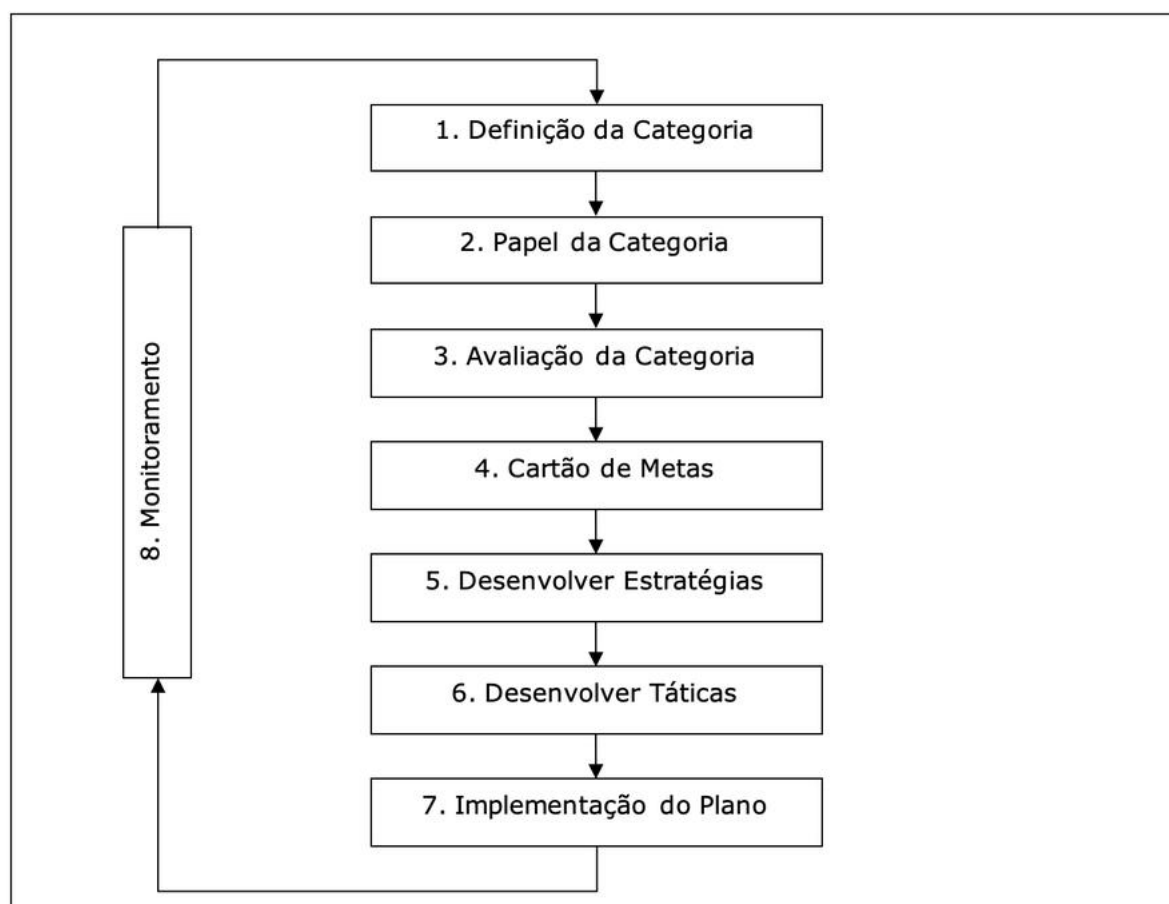 1. Definição da Categoria
2. Papel da Categoria
3. Avaliação da Categoria
4. Cartão de Metas
5. Desenvolver Estratégias
6. Desenvolver Táticas
7. Implementação do Plano
8. Monitoramento